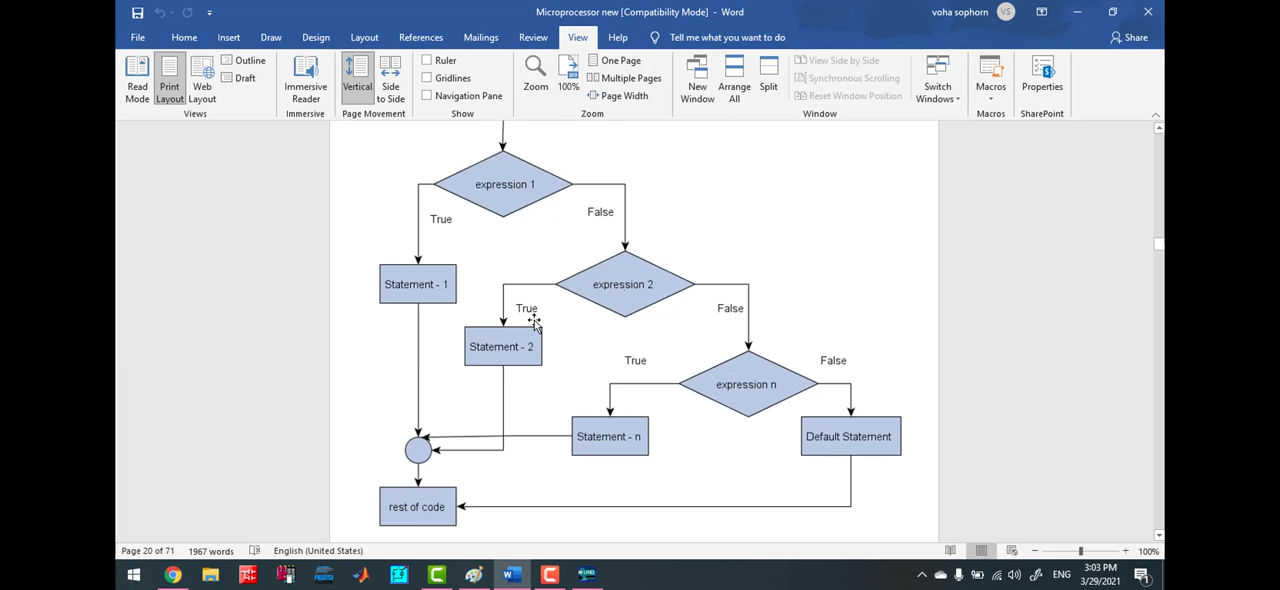 Microprocessor new [Compatibility Mode] - Word
voha sophorn
VS
File
Home
Insert
Draw
Design
Layout
References
Mailings
Review
View
Help
Tell me what you want to do
Share
Read Mode
Print Layout
Web Layout
Outline
Draft
Views
Immersive Reader
Immersive
Vertical
Side to Side
Page Movement
Ruler
Gridlines
Navigation Pane
Show
Zoom
100%
One Page
Multiple Pages
Page Width
Zoom
New Window
Arrange All
Split
View Side by Side
Synchronous Scrolling
Reset Window Position
Window
Switch Windows
Macros
Macros
Properties
SharePoint
expression 1
True
False
Statement - 1
expression 2
True
False
Statement - 2
True
False
expression n
Statement - n
Default Statement
rest of code
Page 20 of 71
1967 words
English (United States)
100%
ENG
3:03 PM
3/29/2021
1